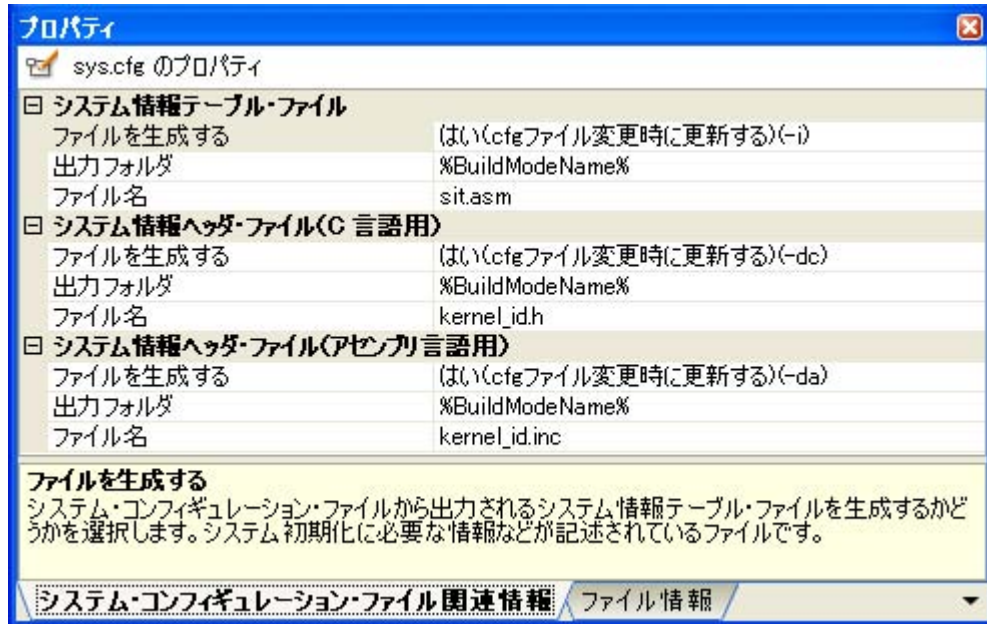 プロパティ
sys.cfg のプロパティ
システム情報テーブル・ファイル
ファイルを生成する (はい(cfgファイル変更時に更新する)(-i)
出力フォルダ %BuildModeName%
ファイル名 sit.asm
システム情報ヘッダ・ファイル(C 言語用)
ファイルを生成する (はい(cfgファイル変更時に更新する)(-dc)
出力フォルダ %BuildModeName%
ファイル名 kernel_id.h
システム情報ヘッダ・ファイル(アセンブリ言語用)
ファイルを生成する (はい(cfgファイル変更時に更新する)(-da)
出力フォルダ %BuildModeName%
ファイル名 kernel_id.inc
ファイルを生成する
システム・コンフィギュレーション・ファイルから出力されるシステム情報テーブル・ファイルを生成するかど
うかを選択します。システム初期化に必要な情報などが記述されているファイルです。
システム・コンフィギュレーション・ファイル関連情報 ファイル情報